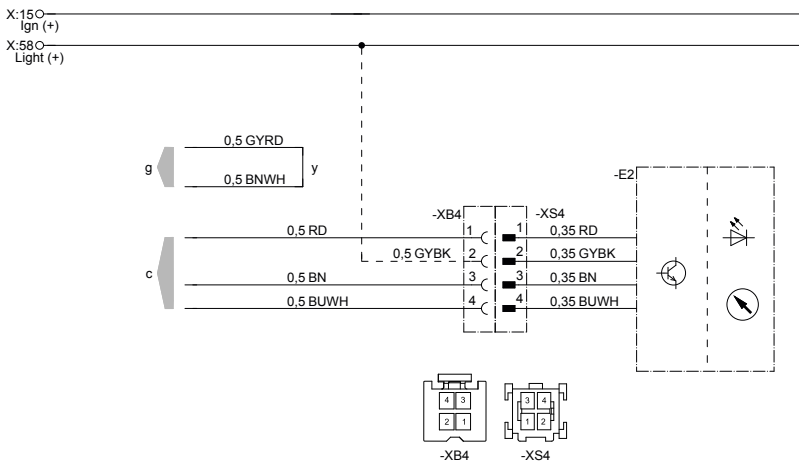 X:15
Ign (+)
X:58
Light (+)
0,5 GYRD
g
y
0,5 BNWH
-E2
-XB4
-XS4
0,5 RD
1
1
0,35 RD
0,5 GYBK
2
2
0,35 GYBK
c
0,5 BN
3
3
0,35 BN
0,5 BUWH
4
4
0,35 BUWH
4 3
2 1
3 4
1 2
-XB4
-XS4